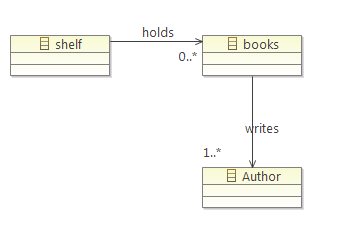 holds
shelf
books
0..*
writes
1..*
Author